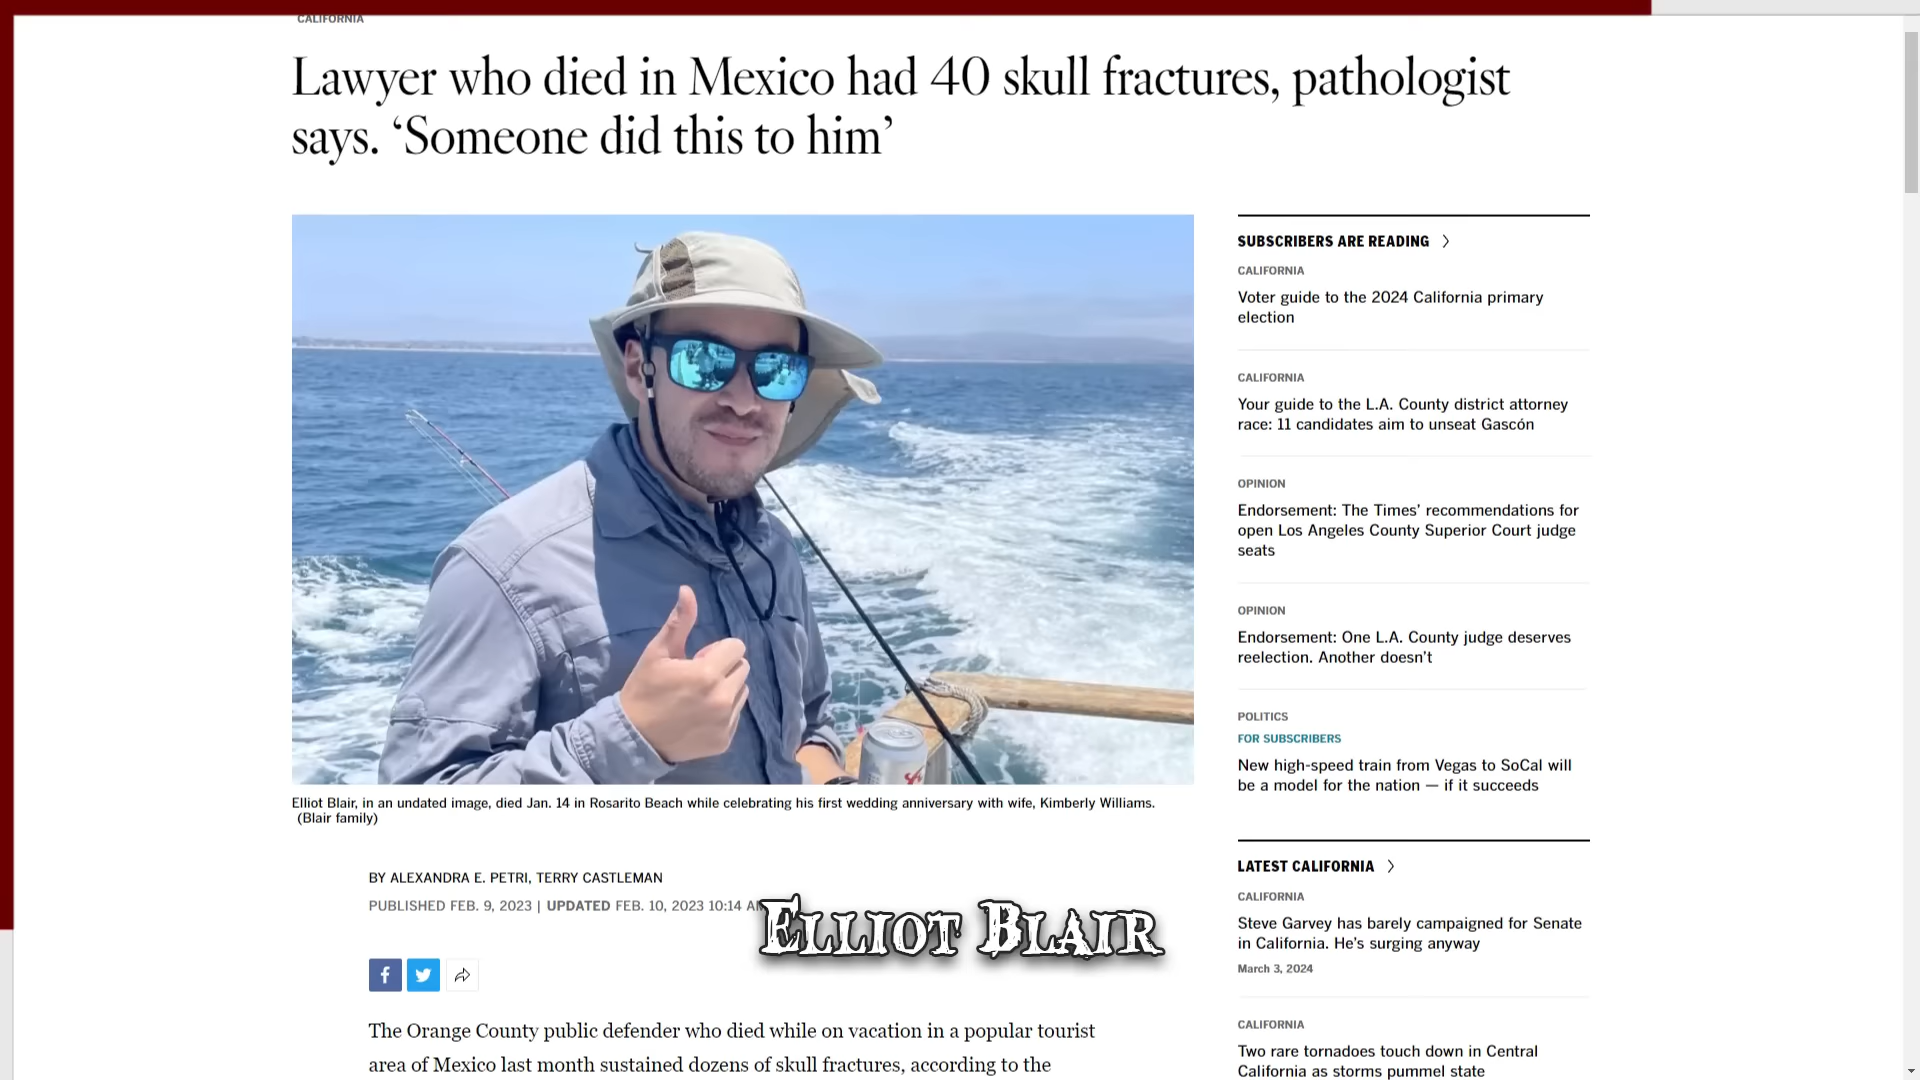 CALIFORNIA
Lawyer who died in Mexico had 40 skull fractures, pathologist
says. ‘Someone did this to him’
Elliot Blair, in an undated image, died Jan. 14 in Rosarito Beach while celebrating his first wedding anniversary with wife, Kimberly Williams.
(Blair family)
BY ALEXANDRA E. PETRI, TERRY CASTLEMAN
PUBLISHED FEB. 9, 2023 | UPDATED FEB. 10, 2023 10:14 AM
Elliot Blair
The Orange County public defender who died while on vacation in a popular tourist
area of Mexico last month sustained dozens of skull fractures, according to the
SUBSCRIBERS ARE READING
CALIFORNIA
Voter guide to the 2024 California primary
election
CALIFORNIA
Your guide to the L.A. County district attorney
race: 11 candidates aim to unseat Gascón
OPINION
Endorsement: The Times’ recommendations for
open Los Angeles County Superior Court judge
seats
OPINION
Endorsement: One L.A. County judge deserves
reelection. Another doesn’t
POLITICS
FOR SUBSCRIBERS
New high-speed train from Vegas to SoCal will
be a model for the nation — if it succeeds
LATEST CALIFORNIA
CALIFORNIA
Steve Garvey has barely campaigned for Senate
in California. He’s surging anyway
March 3, 2024
CALIFORNIA
Two rare tornadoes touch down in Central
California as storms pummel state